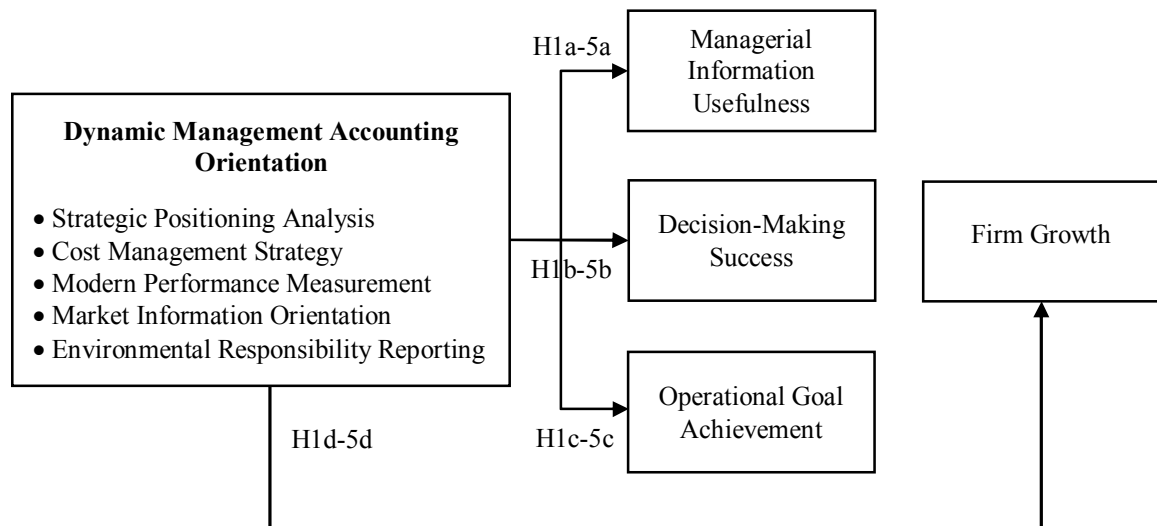 H1a-5a
Managerial
Information
Usefulness
Dynamic Management Accounting
Orientation
• Strategic Positioning Analysis
• Cost Management Strategy
• Modern Performance Measurement
• Market Information Orientation
• Environmental Responsibility Reporting
H1b-5b
Decision-Making
Success
Firm Growth
H1c-5c
Operational Goal
Achievement
H1d-5d